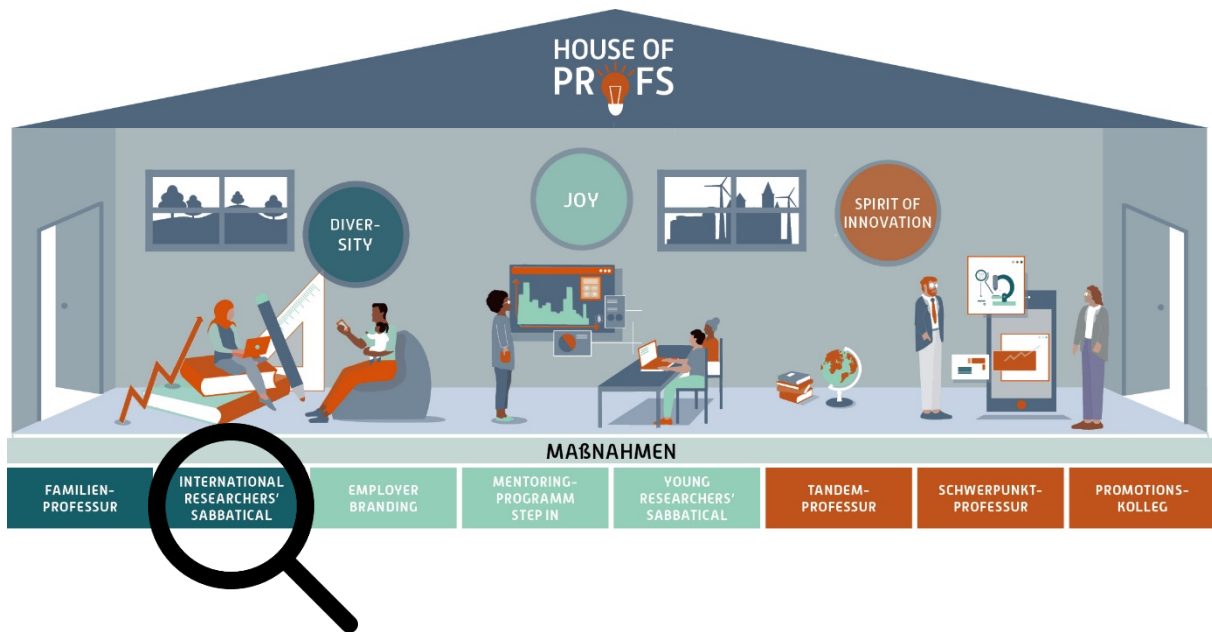 HOUSE OF
PROFS
DIVER-
SITY
JOY
SPIRIT OF
INNOVATION
MAßNAHMEN
FAMILIEN-
PROFESSUR
INTERNATIONAL
RESEARCHERS'
SABBATICAL
EMPLOYER
BRANDING
MENTORING-
PROGRAMM
STEP IN
YOUNG
RESEARCHERS'
SABBATICAL
TANDEM-
PROFESSUR
SCHWERPUNKT-
PROFESSUR
PROMOTIONS-
KOLLEG